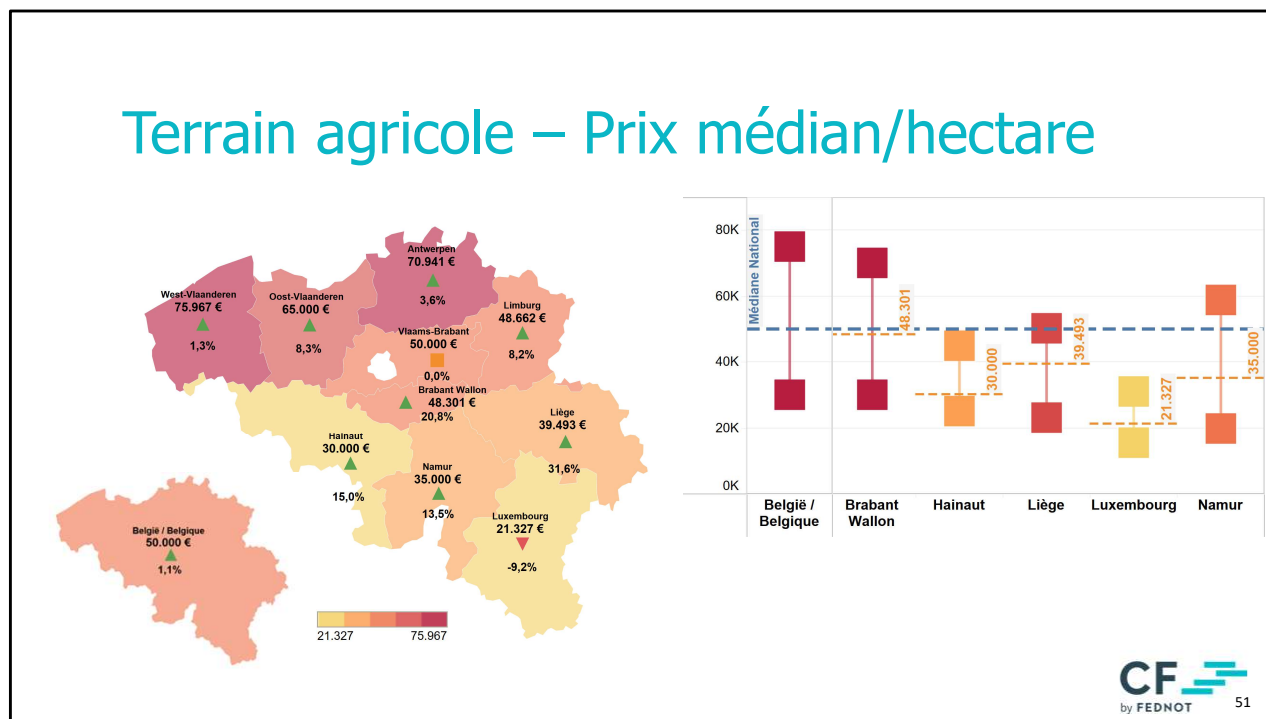 Terrain agricole – Prix médian/hectare
Antwerpen
70.941 €
3,6%
West-Vlaanderen
75.967 €
1,3%
Oost-Vlaanderen
65.000 €
8,3%
Limburg
48.662 €
8,2%
Vlaams-Brabant
50.000 €
0,0%
Brabant Wallon
48.301 €
20,8%
Liège
39.493 €
31,6%
Hainaut
30.000 €
15,0%
Namur
35.000 €
13,5%
Luxembourg
21.327 €
-9,2%
België / Belgique
50.000 €
1,1%
21.327
75.967
80K
60K
40K
20K
0K
Médiane National
48.301
30.000
39.493
21.327
35.000
België /
Belgique
Brabant
Wallon
Hainaut
Liège
Luxembourg
Namur
CF
by FEDNOT
51